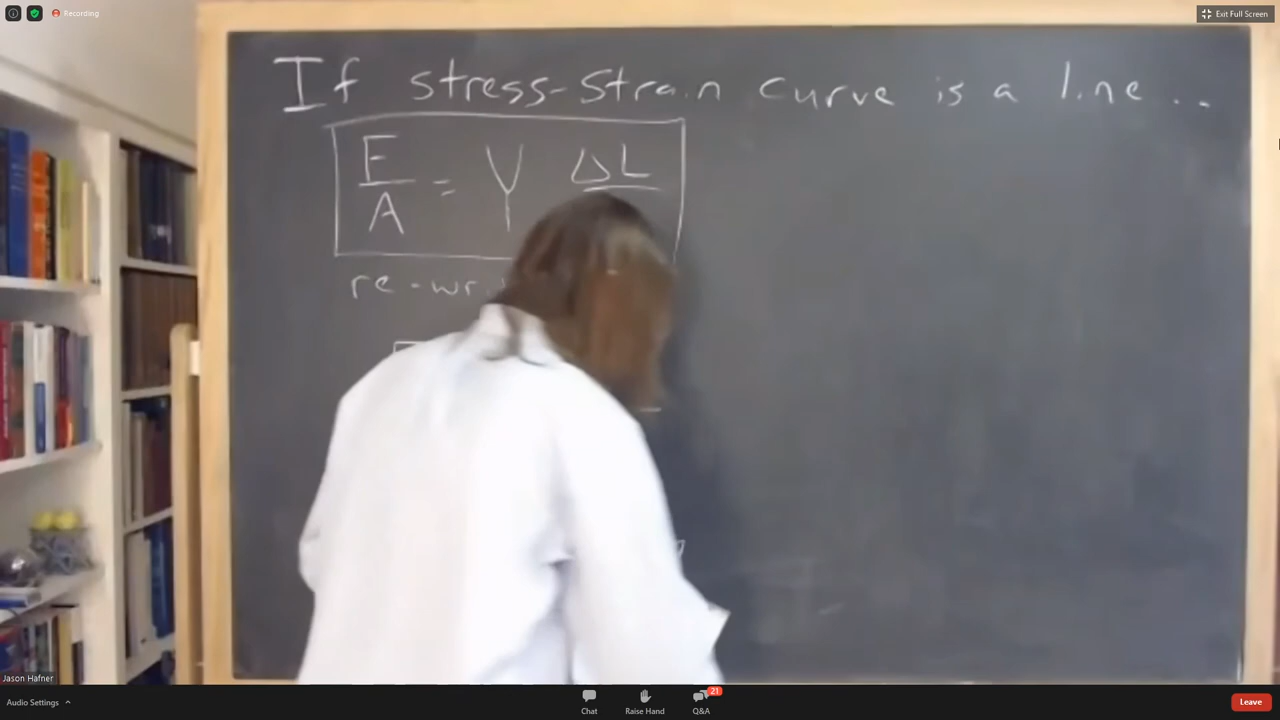 Recording
Exit Full Screen
If stress-strain curve is a line...
F
A
= Y
ΔL
re-wri
Jason Hafner
Audio Settings
Chat
Raise Hand
21
Q&A
Leave